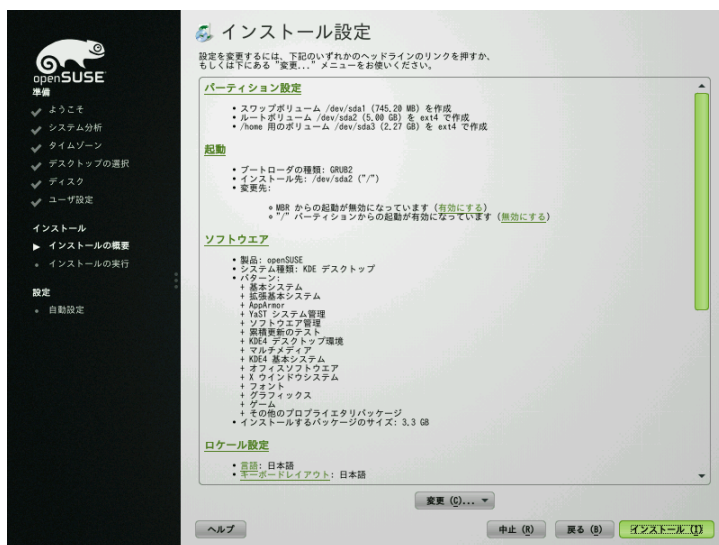 openSUSE
準備
ようこそ
システム分析
タイムゾーン
デスクトップの選択
ディスク
ユーザ設定
インストール
インストールの概要
インストールの実行
設定
自動設定
インストール設定
設定を変更するには、下記のいずれかのヘッドラインのリンクを押すか、
もしくは下にある "変更..." メニューをお使いください。
パーティション設定
• スワップボリューム /dev/sda1 (745.20 MB) を作成
• ルートボリューム /dev/sda2 (5.00 GB) を ext4 で作成
• /home 用のボリューム /dev/sda3 (2.27 GB) を ext4 で作成
起動
• ブートローダの種類: GRUB2
• インストール先: /dev/sda2 ("/")
• 変更先:
MBR からの起動が無効になっています (有効にする)
"/" パーティションからの起動が有効になっています (無効にする)
ソフトウエア
• 製品: openSUSE
• システム種類: KDE デスクトップ
• パターン:
+ 基本システム
+ 拡張基本システム
+ AppArmor
+ YaST システム管理
+ ソフトウエア管理
+ 累積更新のテスト
+ KDE4 デスクトップ環境
+ マルチメディア
+ KDE4 基本システム
+ オフィスソフトウエア
+ X ウインドウシステム
+ フォント
+ グラフィックス
+ ゲーム
+ その他のプロプライエタリパッケージ
• インストールするパッケージのサイズ: 3.3 GB
ロケール設定
• 言語: 日本語
• キーボードレイアウト: 日本語
変更 (C)...
ヘルプ
中止 (R)
戻る (B)
インストール (I)